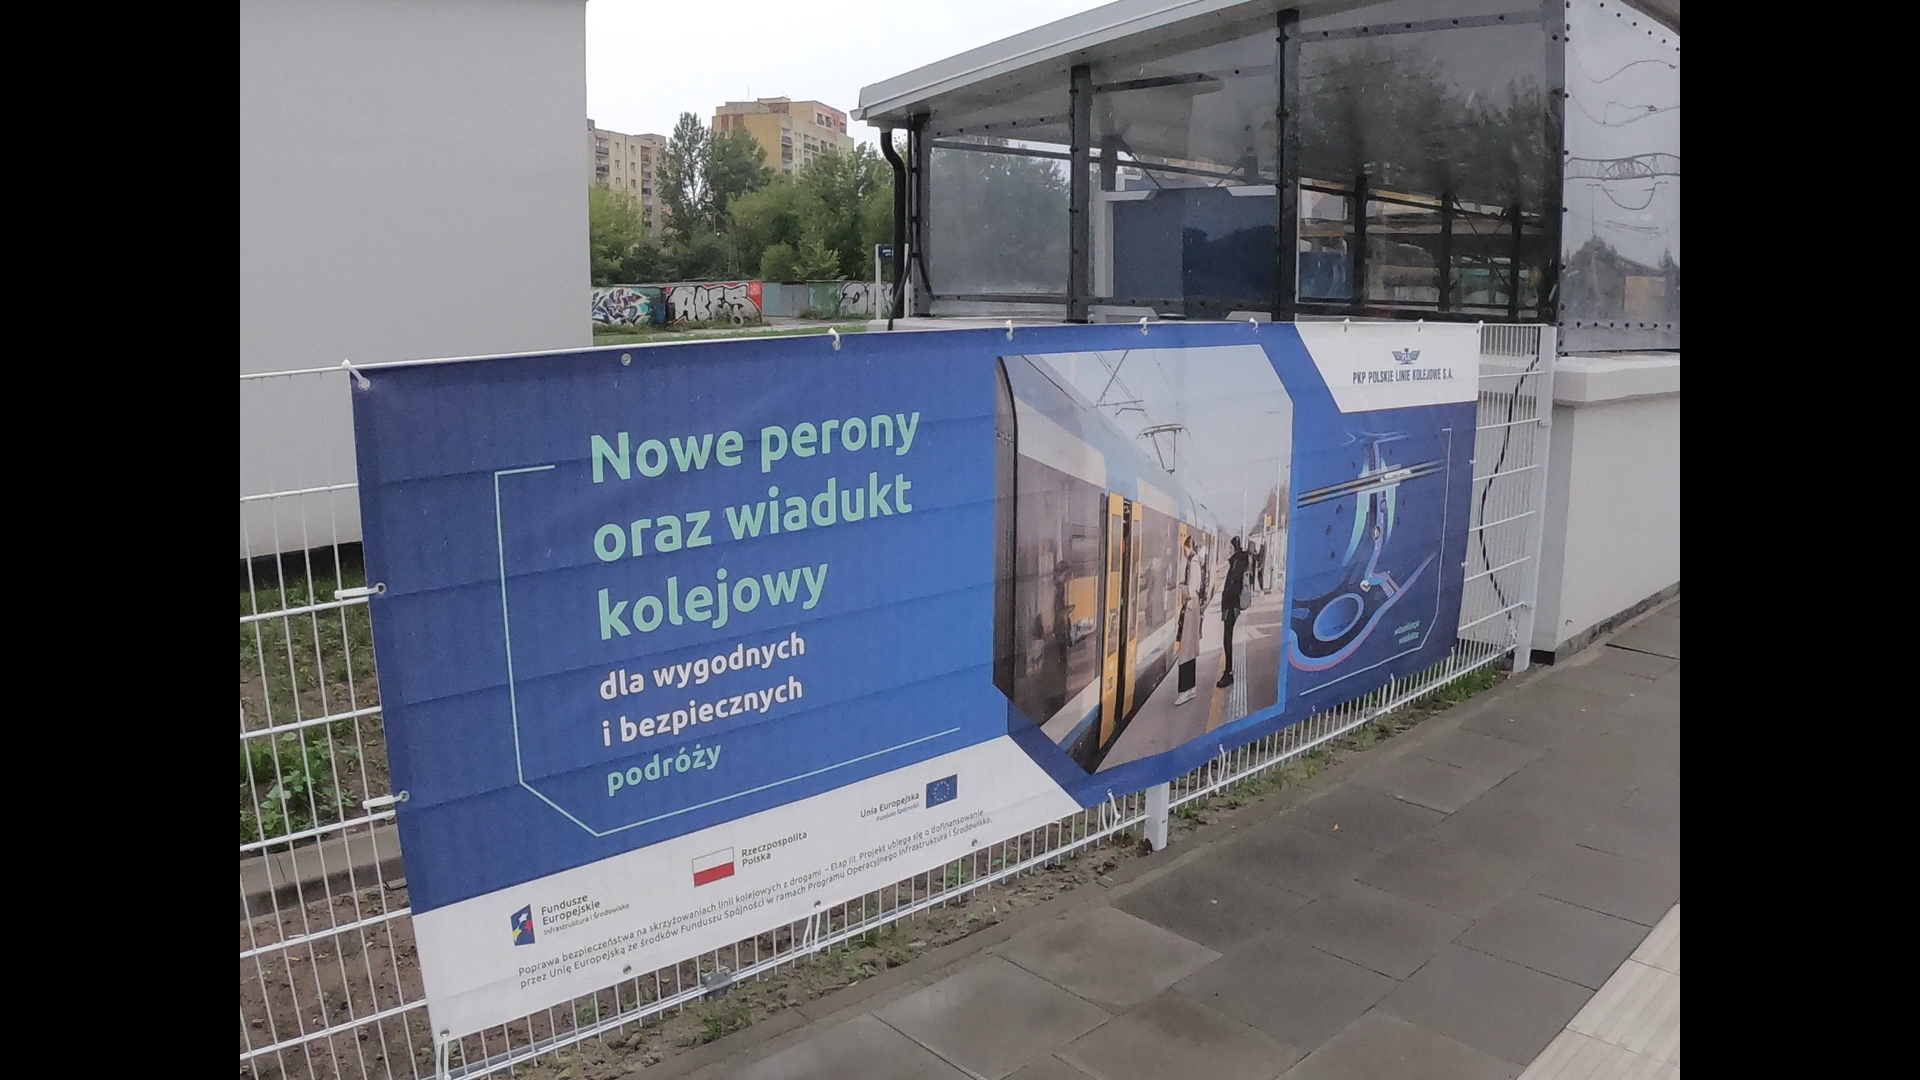 Nowe perony
oraz wiadukt
kolejowy
dla wygodnych
i bezpiecznych
podróży
PKP POLSKIE LINIE KOLEJOWE S.A.
wizualizacja
wiaduktu
Fundusze
Europejskie
Infrastruktura i Środowisko
Rzeczpospolita
Polska
Unia Europejska
Fundusz Spójności
Poprawa bezpieczeństwa na skrzyżowaniach linii kolejowych z drogami – Etap III. Projekt ubiega się o dofinansowanie
przez Unię Europejską ze środków Funduszu Spójności w ramach Programu Operacyjnego Infrastruktura i Środowisko.